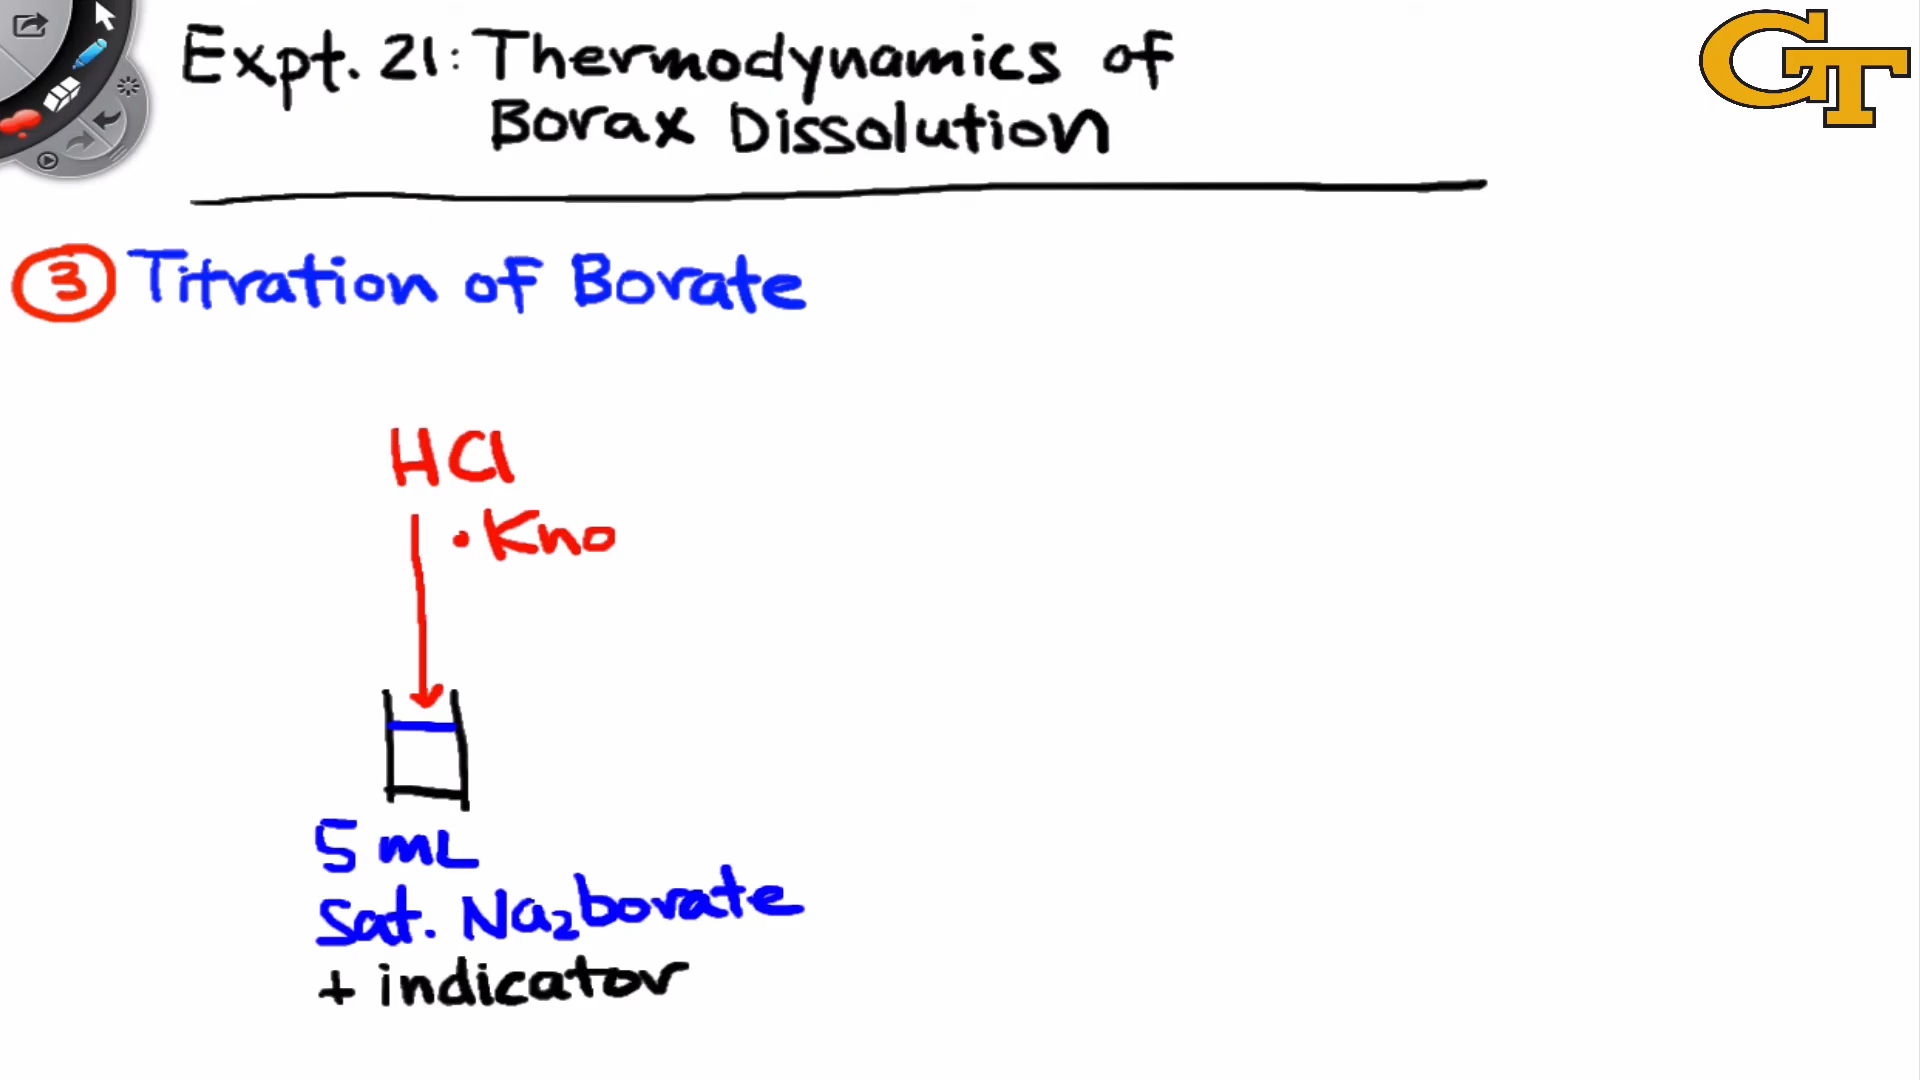 Expt. 21: Thermodynamics of
Borax Dissolution
GT
3 Titration of Borate
HCl
• Kno
5 mL
Sat. Na₂borate
+ indicator